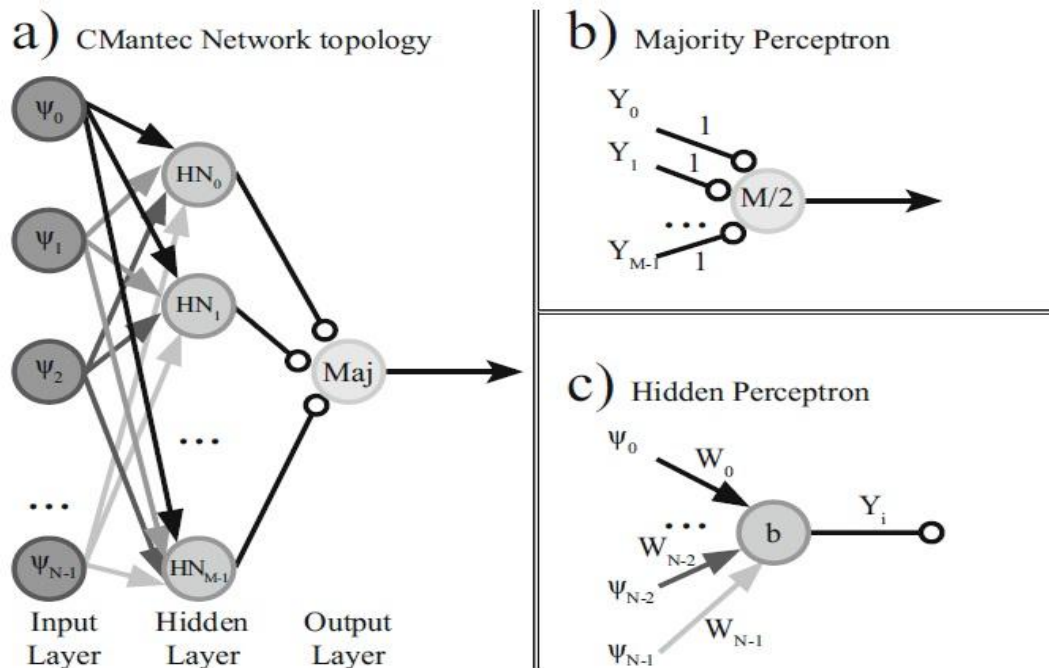 a) CMantec Network topology
Ψ0
Ψ1
Ψ2
...
ΨN-1
HN0
HN1
...
HNM-1
Maj
Input Layer
Hidden Layer
Output Layer
b) Majority Perceptron
Y0
1
Y1
1
...
YM-1
1
M/2
c) Hidden Perceptron
Ψ0
W0
...
WN-2
ΨN-2
WN-1
ΨN-1
b
Yi